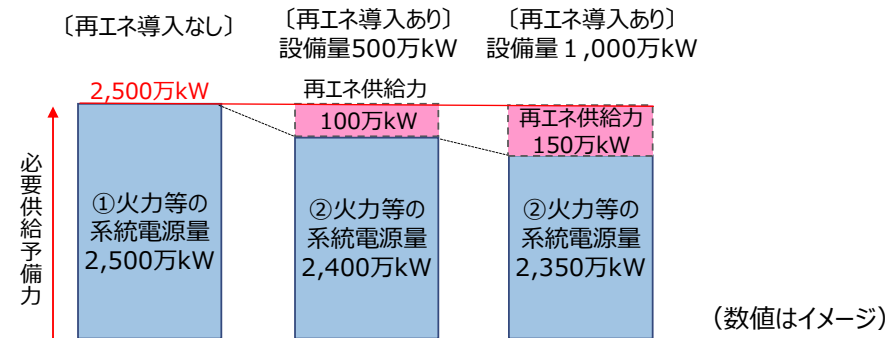 〔再エネ導入なし〕
〔再エネ導入あり〕
設備量500万kW
〔再エネ導入あり〕
設備量１,000万kW
2,500万kW
再エネ供給力
100万kW
再エネ供給力
150万kW
必要供給予備力
①火力等の
系統電源量
2,500万kW
②火力等の
系統電源量
2,400万kW
②火力等の
系統電源量
2,350万kW
（数値はイメージ）